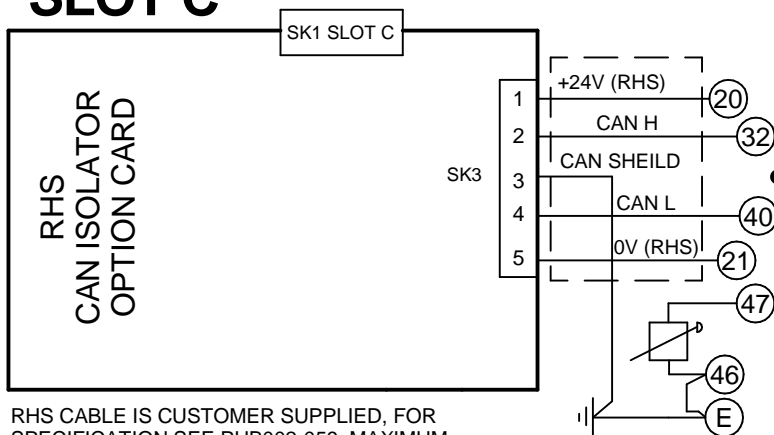 SLOT C
SK1 SLOT C
RHS
CAN ISOLATOR
OPTION CARD
SK3
1
2
3
4
5
+24V (RHS)
CAN H
CAN SHEILD
CAN L
0V (RHS)
20
32
40
21
47
46
E
RHS CABLE IS CUSTOMER SUPPLIED, FOR